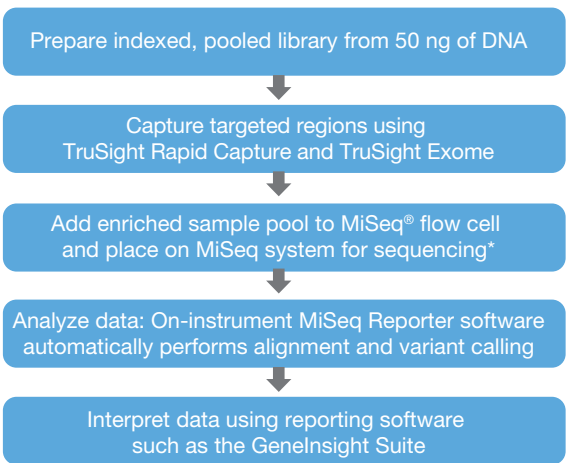 Prepare indexed, pooled library from 50 ng of DNA
Capture targeted regions using
TruSight Rapid Capture and TruSight Exome
Add enriched sample pool to MiSeq® flow cell
and place on MiSeq system for sequencing*
Analyze data: On-instrument MiSeq Reporter software
automatically performs alignment and variant calling
Interpret data using reporting software
such as the GeneInsight Suite